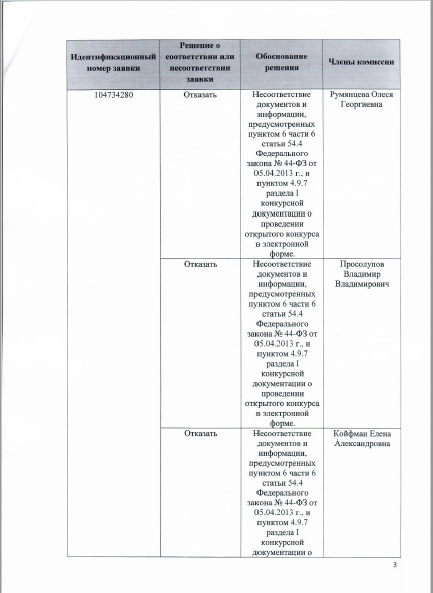 Идентификационный номер заявки
Решение о соответствии или несоответствии заявки
Обоснование решения
Члены комиссии
104734280
Отказать
Несоответствие
документов и
информации,
предусмотренных
пунктом 6 части 6
статьи 54.4
Федерального
закона № 44-ФЗ от
05.04.2013 г., и
пунктом 4.9.7
раздела I
конкурсной
документации о
проведении
открытого конкурса
в электронной
форме.
Румянцева Олеся
Георгиевна
Отказать
Несоответствие
документов и
информации,
предусмотренных
пунктом 6 части 6
статьи 54.4
Федерального
закона № 44-ФЗ от
05.04.2013 г., и
пунктом 4.9.7
раздела I
конкурсной
документации о
проведении
открытого конкурса
в электронной
форме.
Просолупов
Владимир
Владимирович
Отказать
Несоответствие
документов и
информации,
предусмотренных
пунктом 6 части 6
статьи 54.4
Федерального
закона № 44-ФЗ от
05.04.2013 г., и
пунктом 4.9.7
раздела I
конкурсной
документации о
Койфман Елена
Александровна
3